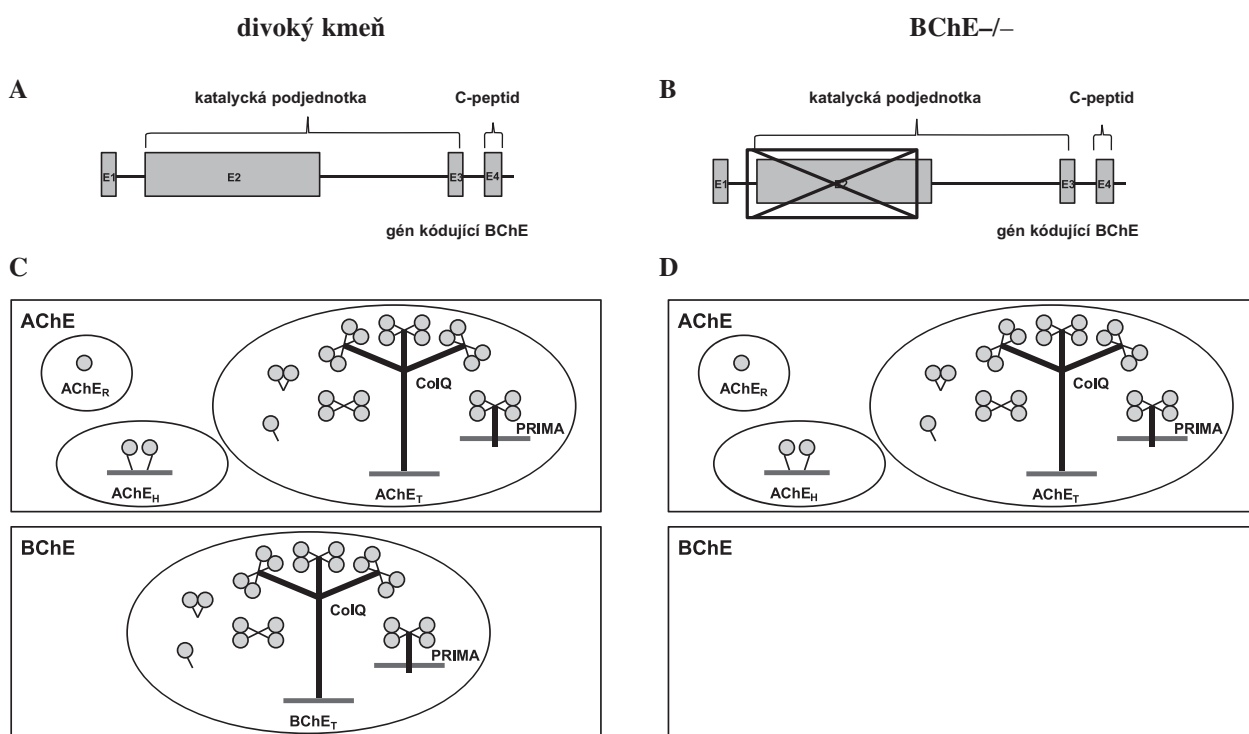 divoký kmeň
BChE–/–
A
katalycká podjednotka
C-peptid
E1
E2
E3
E4
gén kódující BChE
B
katalycká podjednotka
C-peptid
E1
E2
E3
E4
gén kódující BChE
C
AChE
AChER
AChEH
ColQ
PRIMA
AChET
BChE
ColQ
PRIMA
BChET
D
AChE
AChER
AChEH
ColQ
PRIMA
AChET
BChE